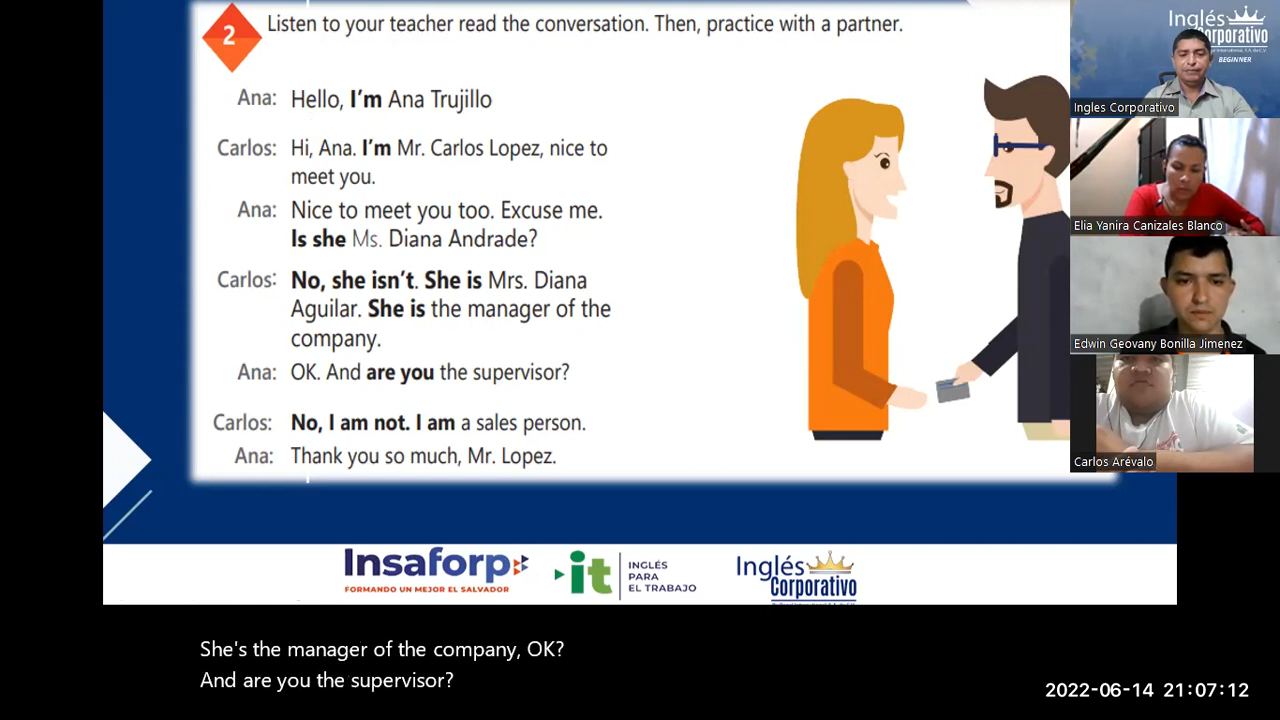 2
Listen to your teacher read the conversation. Then, practice with a partner.
Ana: Hello, I'm Ana Trujillo
Carlos: Hi, Ana. I'm Mr. Carlos Lopez, nice to
meet you.
Ana: Nice to meet you too. Excuse me.
Is she Ms. Diana Andrade?
Carlos: No, she isn't. She is Mrs. Diana
Aguilar. She is the manager of the
company.
Ana: OK. And are you the supervisor?
Carlos: No, I am not. I am a sales person.
Ana: Thank you so much, Mr. Lopez.
Inglés
Corporativo
BEGINNER
Ingles Corporativo
Elia Yanira Canizales Blanco
Edwin Geovany Bonilla Jimenez
Carlos Arévalo
Insaforp
FORMANDO UN MEJOR EL SALVADOR
it
INGLÉS
PARA
EL TRABAJO
Inglés
Corporativo
She's the manager of the company, OK?
And are you the supervisor?
2022-06-14 21:07:12